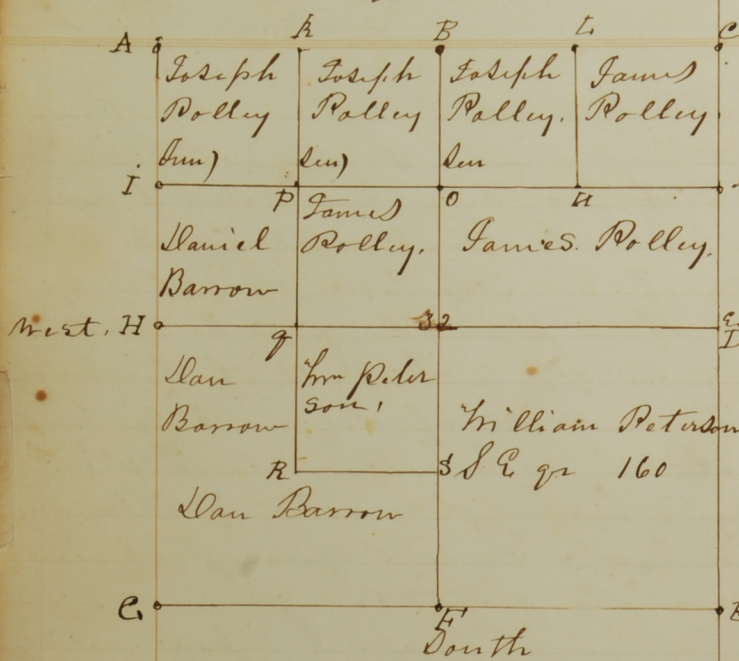 A K B L C
Joseph
Polley
Jun)
Joseph
Polley
Sen)
Joseph
Polley.
Sen
James
Polley
I P O N
Daniel
Barrow
James
Polley.
James Polley.
West. H q 32
Dan
Barrow
Wm Peter
son,
William Peterson
R S S E qr 160
Dan Barrow
G F E
South